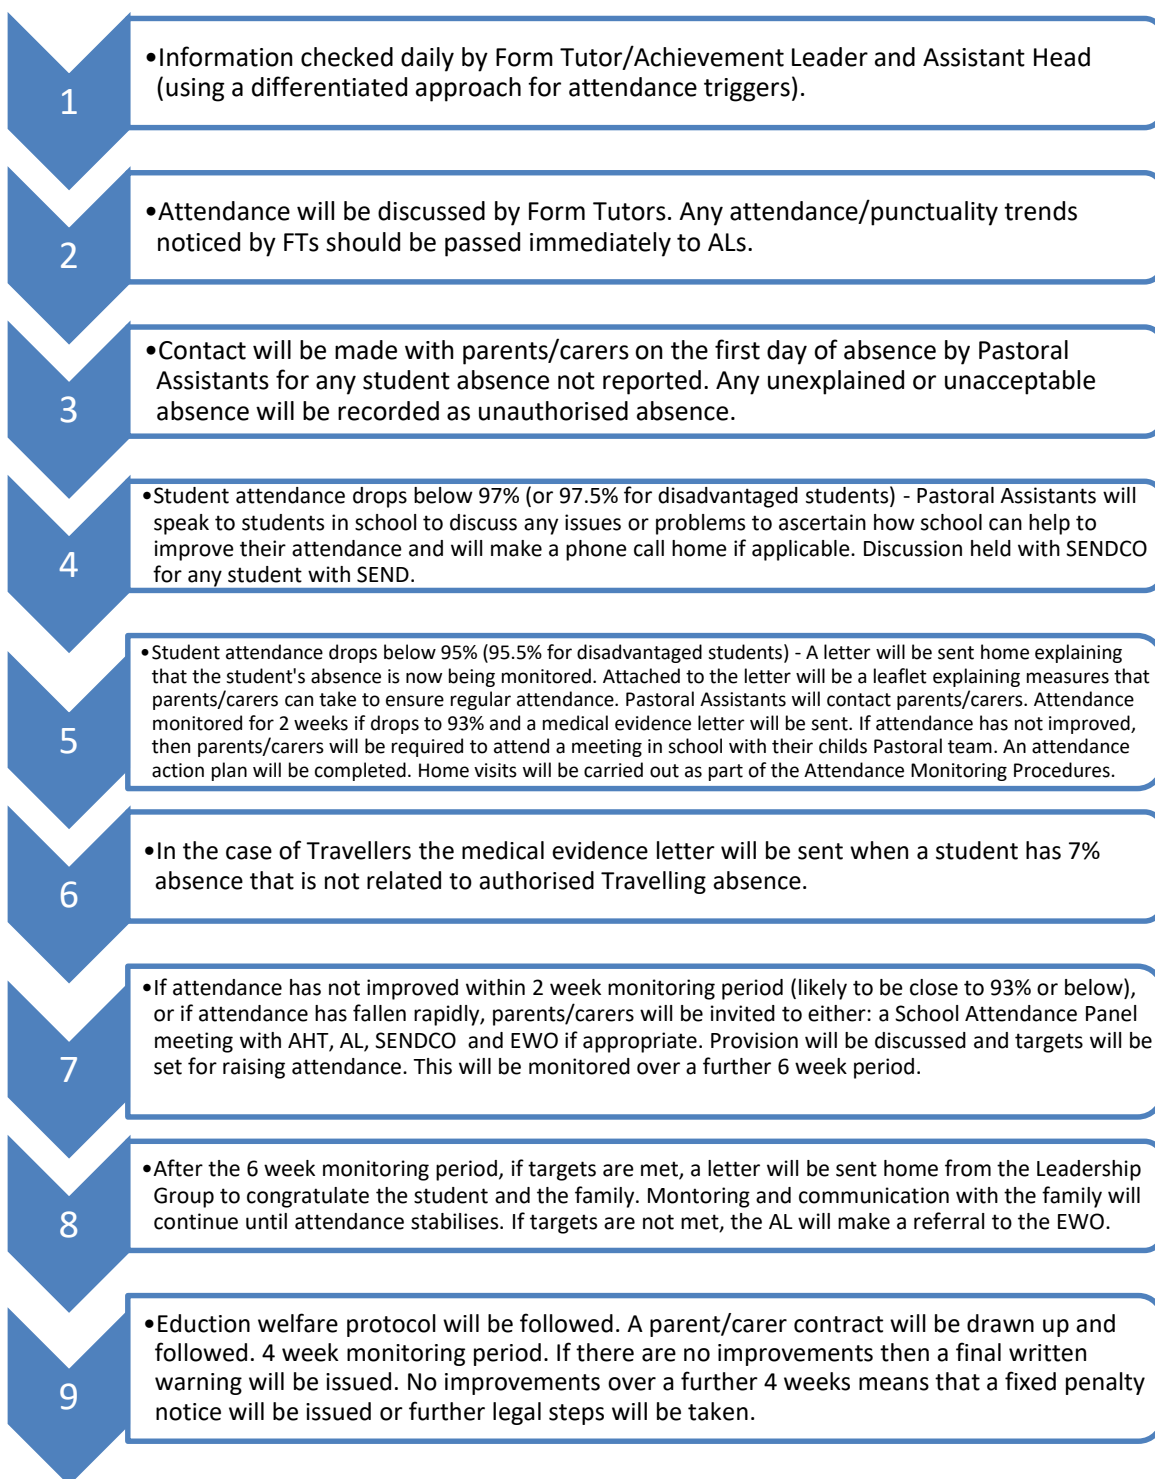 1
•Information checked daily by Form Tutor/Achievement Leader and Assistant Head
(using a differentiated approach for attendance triggers).
2
•Attendance will be discussed by Form Tutors. Any attendance/punctuality trends
noticed by FTs should be passed immediately to ALs.
3
•Contact will be made with parents/carers on the first day of absence by Pastoral
Assistants for any student absence not reported. Any unexplained or unacceptable
absence will be recorded as unauthorised absence.
4
•Student attendance drops below 97% (or 97.5% for disadvantaged students) - Pastoral Assistants will
speak to students in school to discuss any issues or problems to ascertain how school can help to
improve their attendance and will make a phone call home if applicable. Discussion held with SENDCO
for any student with SEND.
5
•Student attendance drops below 95% (95.5% for disadvantaged students) - A letter will be sent home explaining
that the student's absence is now being monitored. Attached to the letter will be a leaflet explaining measures that
parents/carers can take to ensure regular attendance. Pastoral Assistants will contact parents/carers. Attendance
monitored for 2 weeks if drops to 93% and a medical evidence letter will be sent. If attendance has not improved,
then parents/carers will be required to attend a meeting in school with their childs Pastoral team. An attendance
action plan will be completed. Home visits will be carried out as part of the Attendance Monitoring Procedures.
6
•In the case of Travellers the medical evidence letter will be sent when a student has 7%
absence that is not related to authorised Travelling absence.
7
•If attendance has not improved within 2 week monitoring period (likely to be close to 93% or below),
or if attendance has fallen rapidly, parents/carers will be invited to either: a School Attendance Panel
meeting with AHT, AL, SENDCO and EWO if appropriate. Provision will be discussed and targets will be
set for raising attendance. This will be monitored over a further 6 week period.
8
•After the 6 week monitoring period, if targets are met, a letter will be sent home from the Leadership
Group to congratulate the student and the family. Montoring and communication with the family will
continue until attendance stabilises. If targets are not met, the AL will make a referral to the EWO.
9
•Eduction welfare protocol will be followed. A parent/carer contract will be drawn up and
followed. 4 week monitoring period. If there are no improvements then a final written
warning will be issued. No improvements over a further 4 weeks means that a fixed penalty
notice will be issued or further legal steps will be taken.